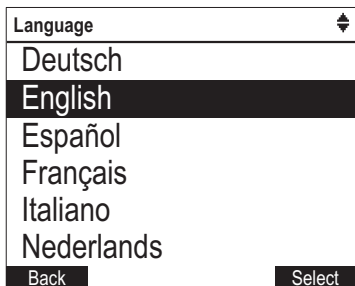 Language
Deutsch
English
Español
Français
Italiano
Nederlands
Back Select